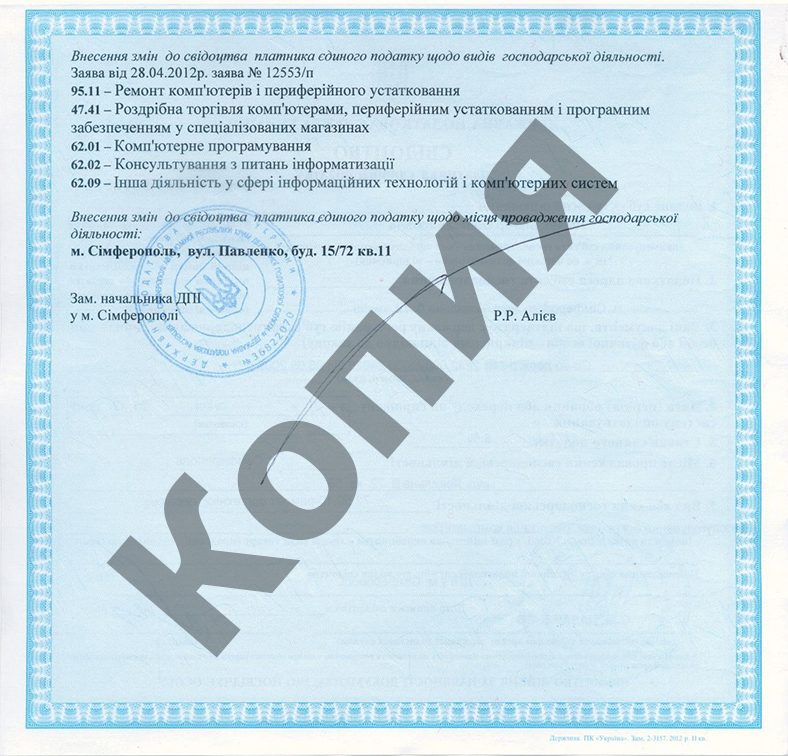 Внесення змін до свідоцтва платника єдиного податку щодо видів господарської діяльності.
Заява від 28.04.2012р. заява № 12553/п
95.11 – Ремонт комп'ютерів і периферійного устатковання
47.41 – Роздрібна торгівля комп'ютерами, периферійним устаткованням і програмним
забезпеченням у спеціалізованих магазинах
62.01 – Комп'ютерне програмування
62.02 – Консультування з питань інформатизації
62.09 – Інша діяльність у сфері інформаційних технологій і комп'ютерних систем
Внесення змін до свідоцтва платника єдиного податку щодо місця провадження господарської
діяльності:
м. Сімферополь, вул. Павленко, буд. 15/72 кв.11
Зам. начальника ДПІ
у м. Сімферополі
Р.Р. Алієв
№ 36822070
КОПИЯ
Держзнак. ПК «Україна». Зам. 2-3157. 2012 р. II кв.